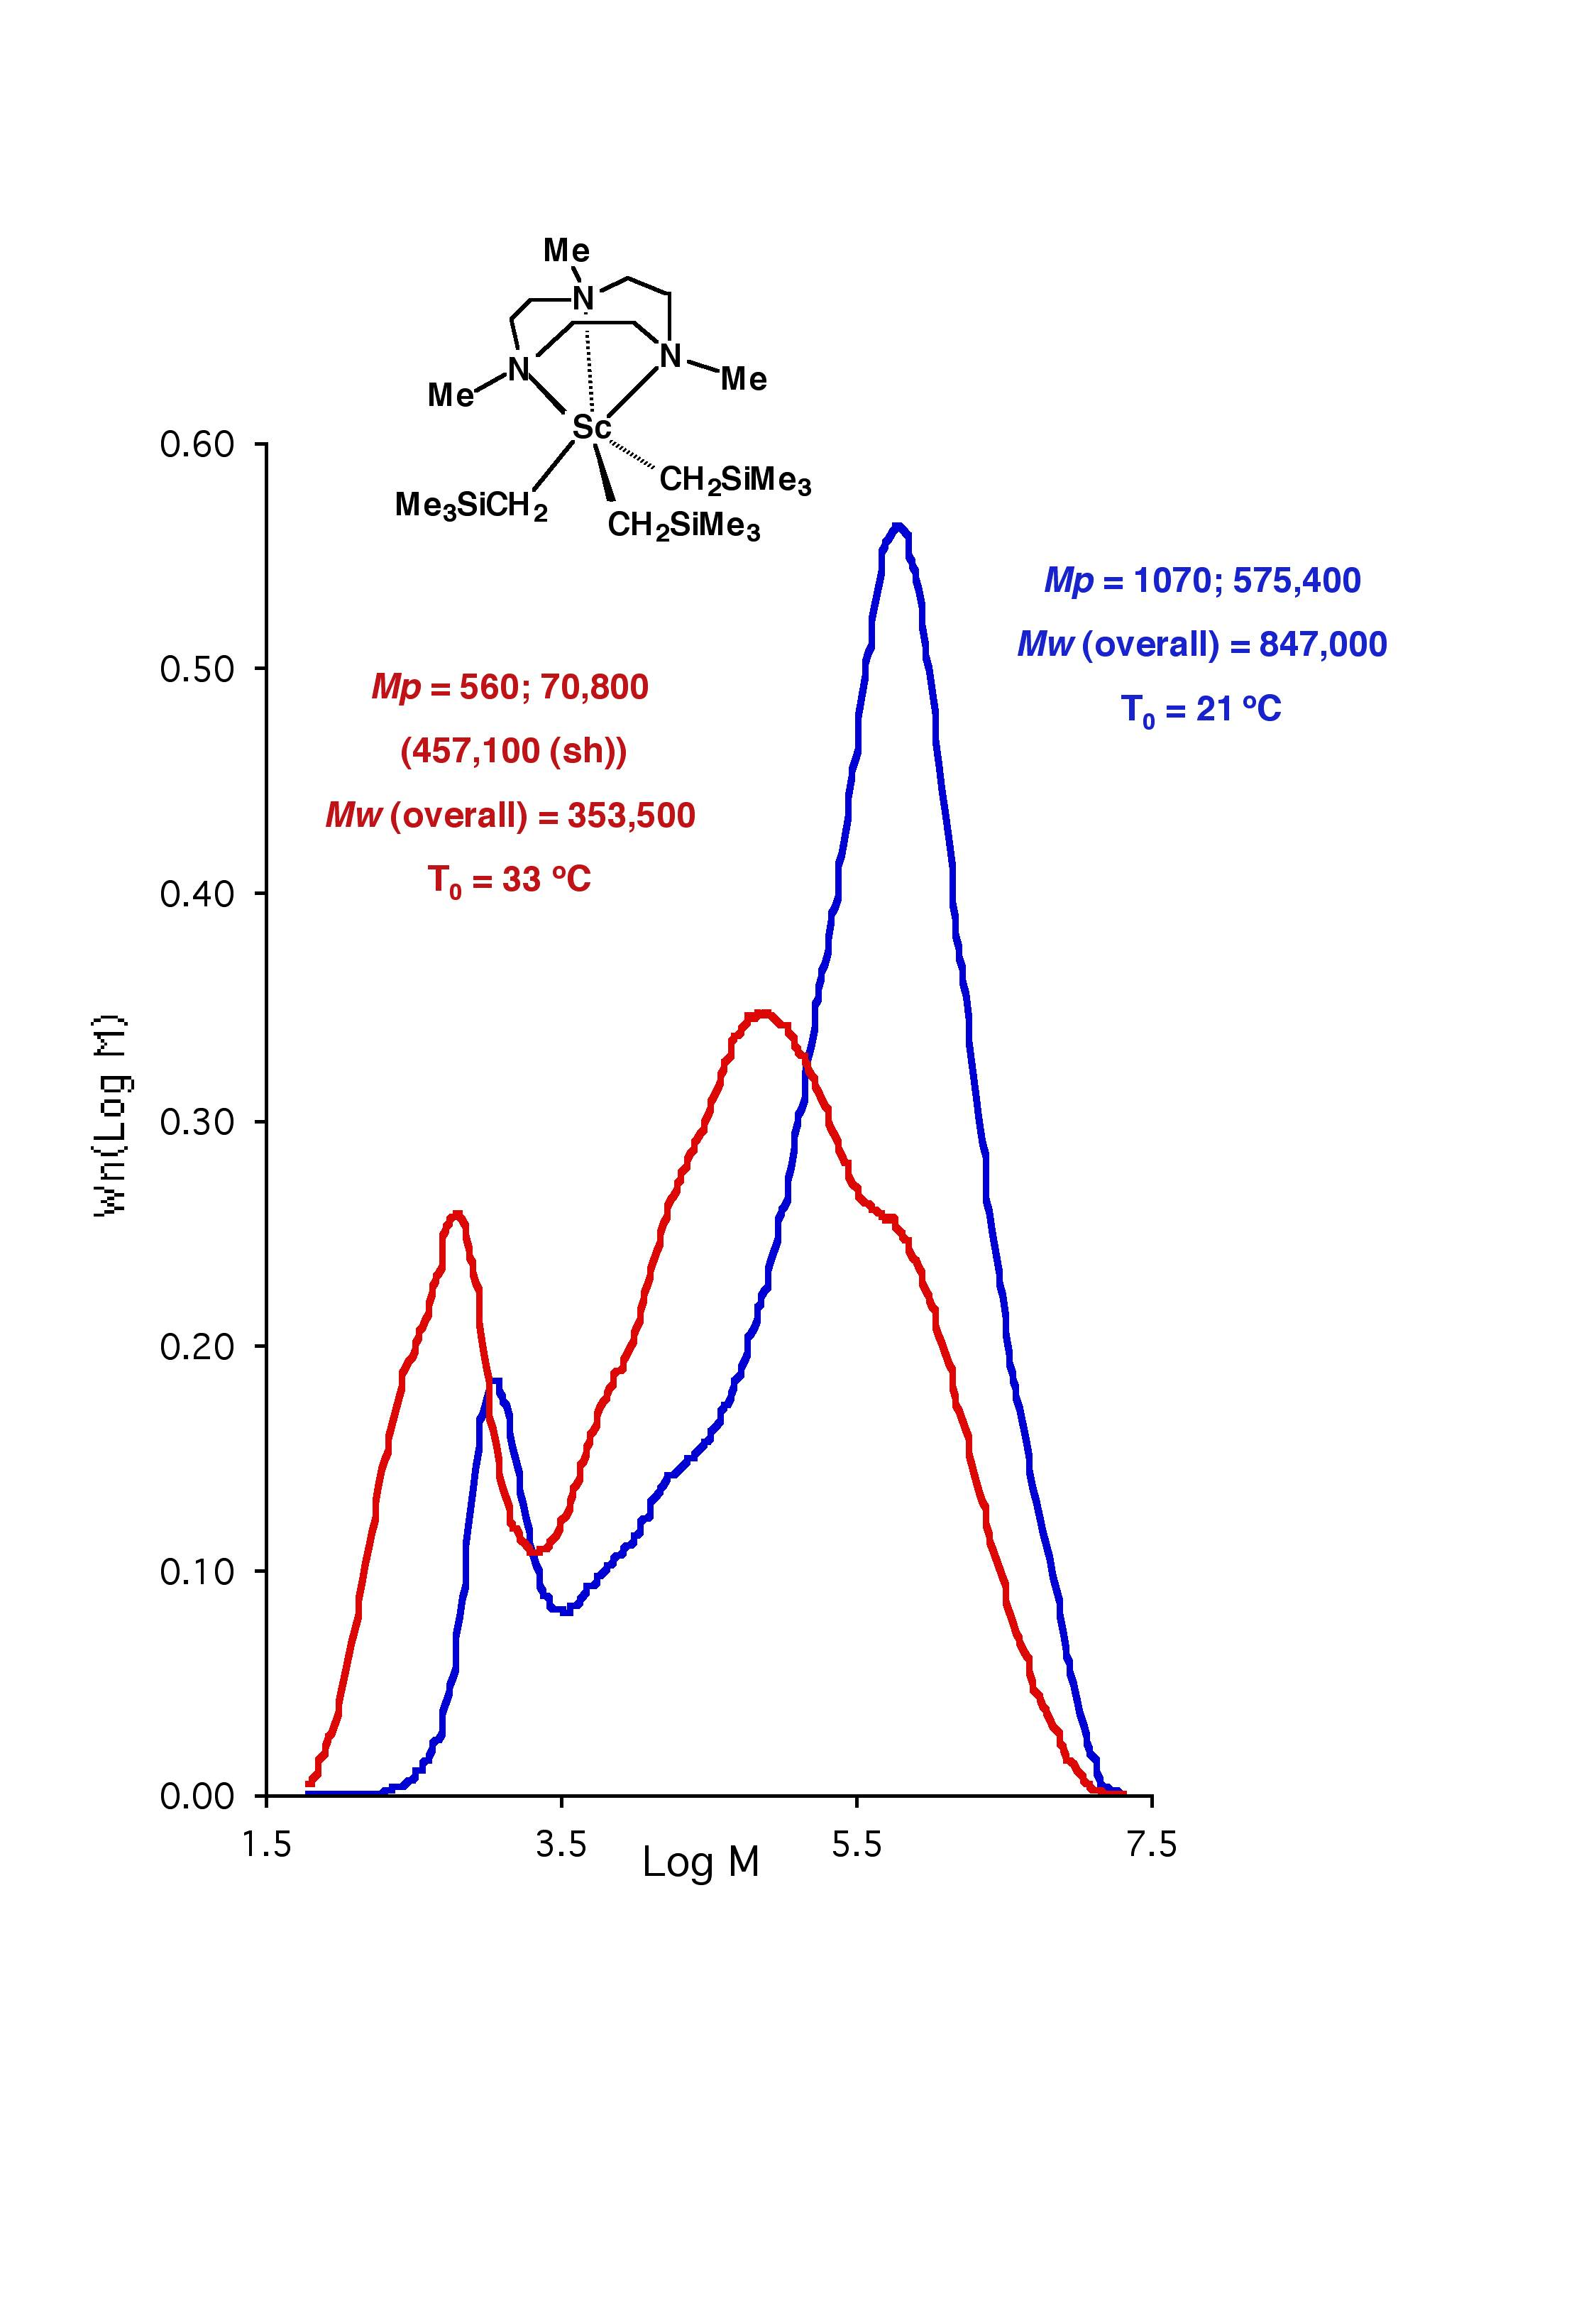 Me
N
N
N
Me
Me
Sc
CH₂SiMe₃
Me₃SiCH₂
CH₂SiMe₃
Mp = 1070; 575,400
Mw (overall) = 847,000
T₀ = 21 ºC
Mp = 560; 70,800
(457,100 (sh))
Mw (overall) = 353,500
T₀ = 33 ºC
0.60
0.50
0.40
0.30
0.20
0.10
0.00
Wn(Log M)
1.5 3.5 5.5 7.5
Log M